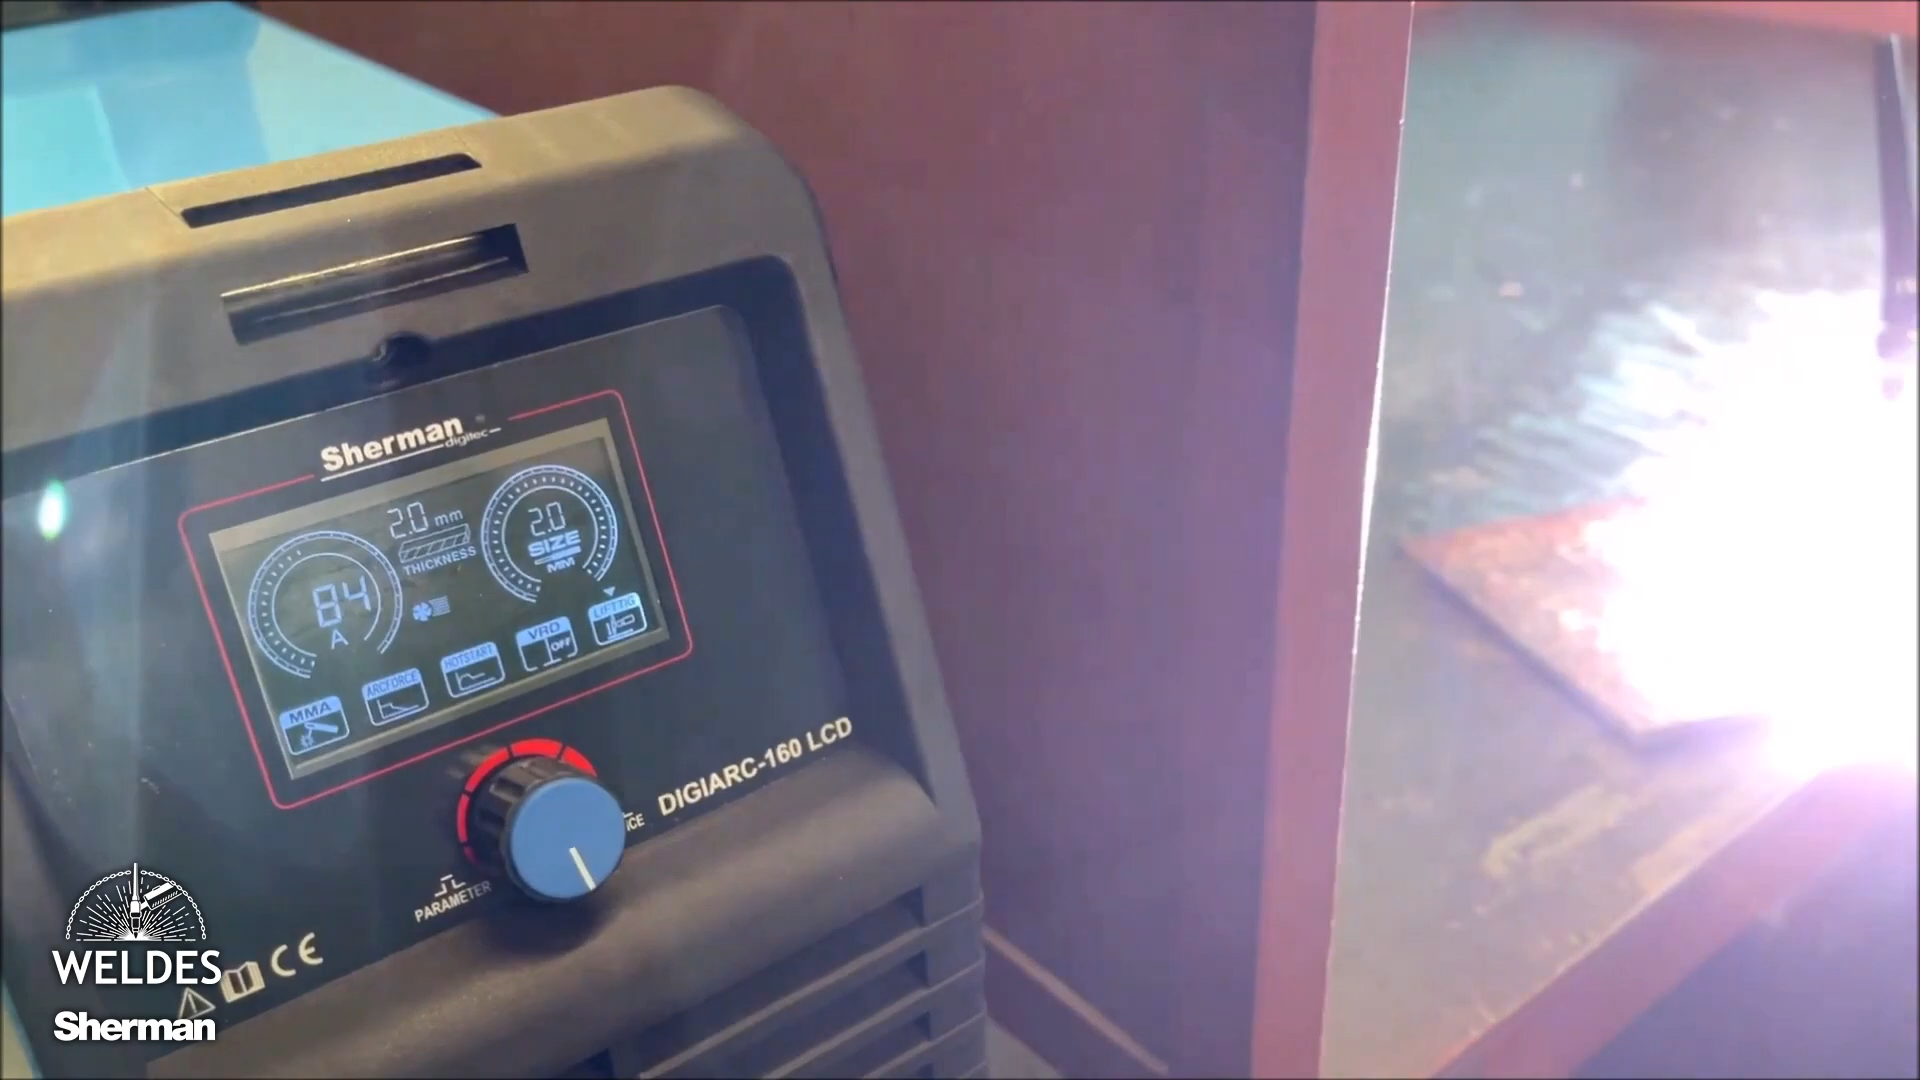 Sherman
digitec
2.0 mm
THICKNESS
2.0
SIZE
MM
84
A
MMA
ARCFORCE
HOTSTART
VRD
OFF
LIFTTIG
DIGIARC-160 LCD
PARAMETER
CE
WELDES
Sherman